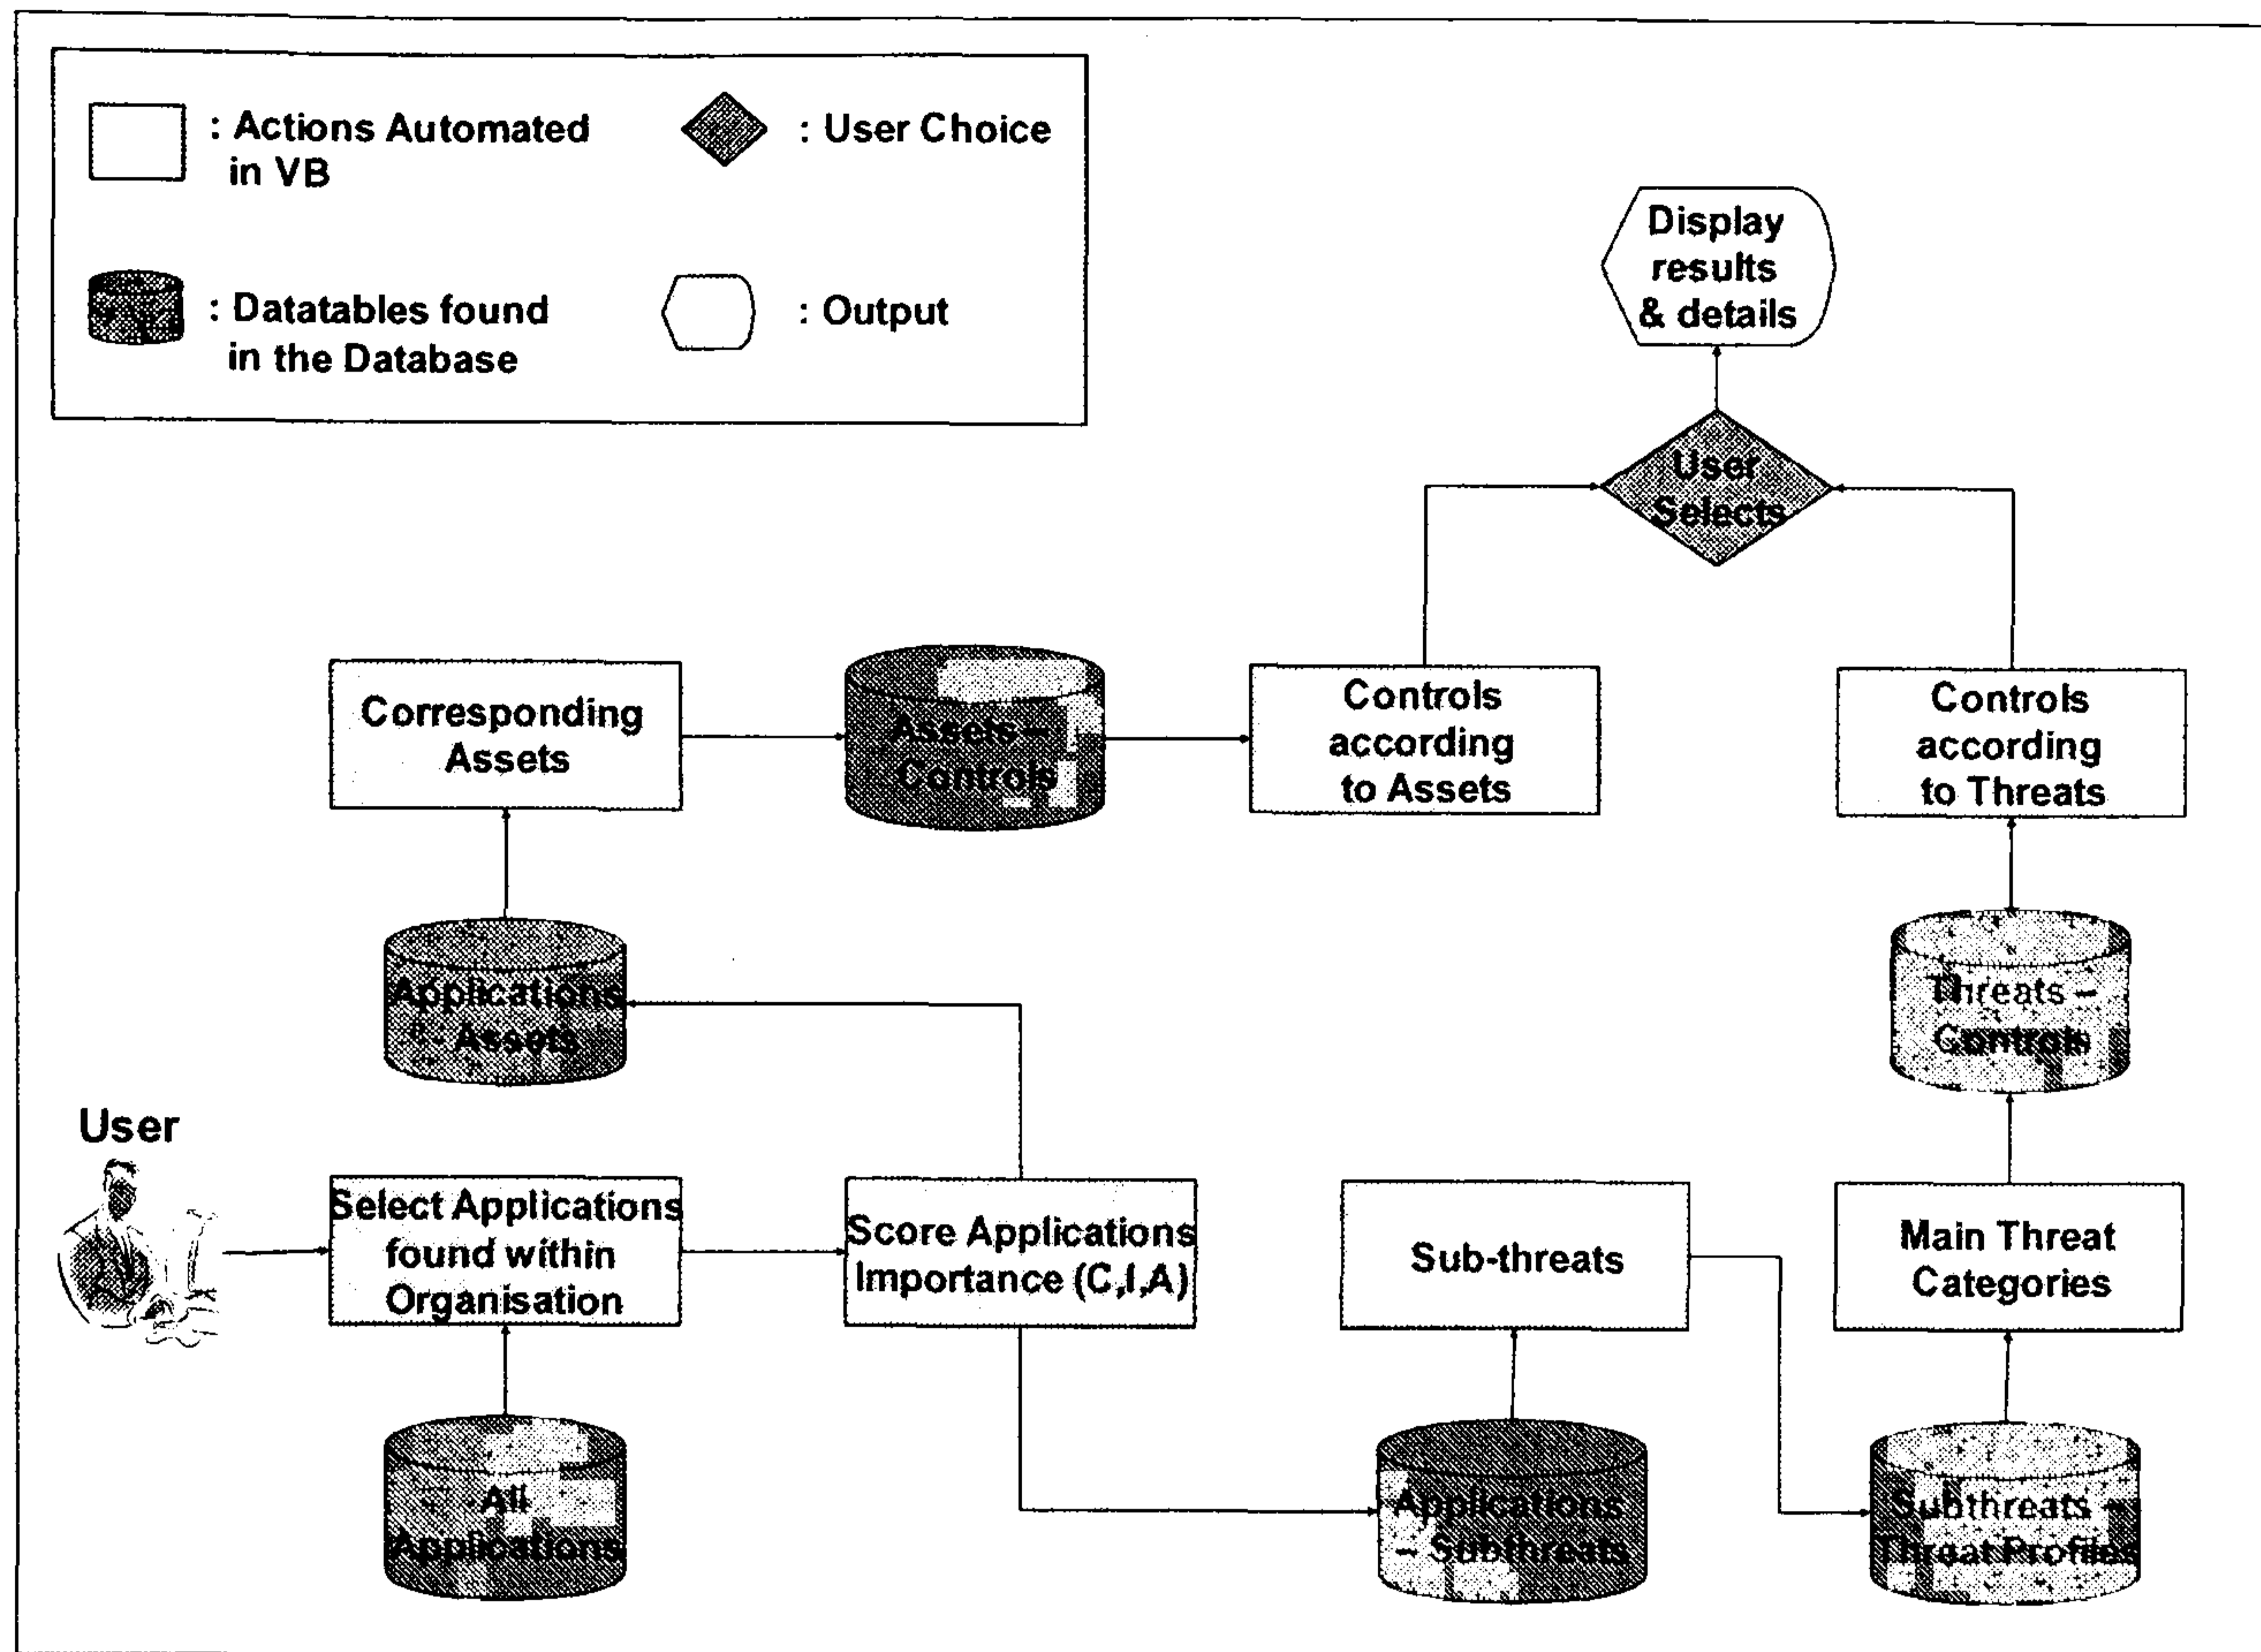 : Actions Automated
in VB
: User Choice
: Datatables found
in the Database
: Output
Display
results
& details
User
Selects
Corresponding
Assets
Assets –
Controls
Controls
according
to Assets
Controls
according
to Threats
Applications
- Assets
Threats –
Controls
User
Select Applications
found within
Organisation
Score Applications
Importance (C,I,A)
Sub-threats
Main Threat
Categories
All
Applications
Applications
– Subthreats
Subthreats –
Threat Profiles